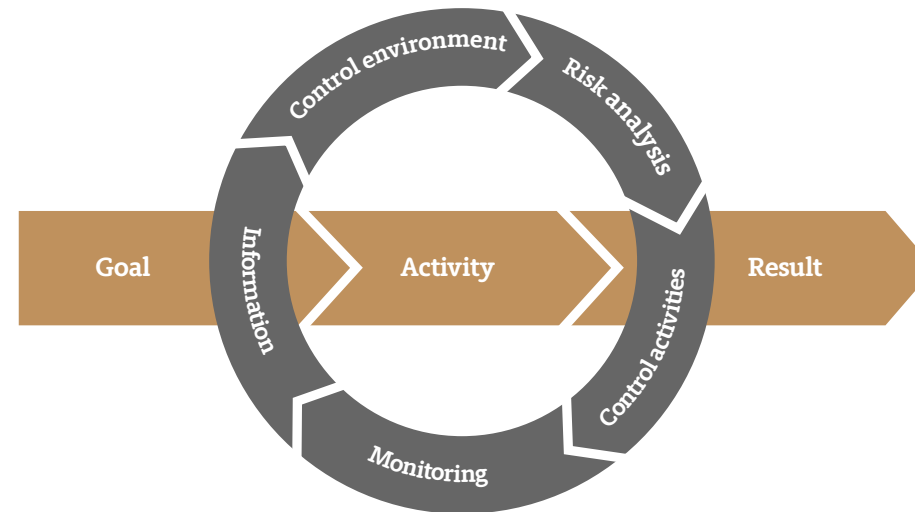 Control environment
Risk analysis
Goal
Information
Activity
Control activities
Result
Monitoring